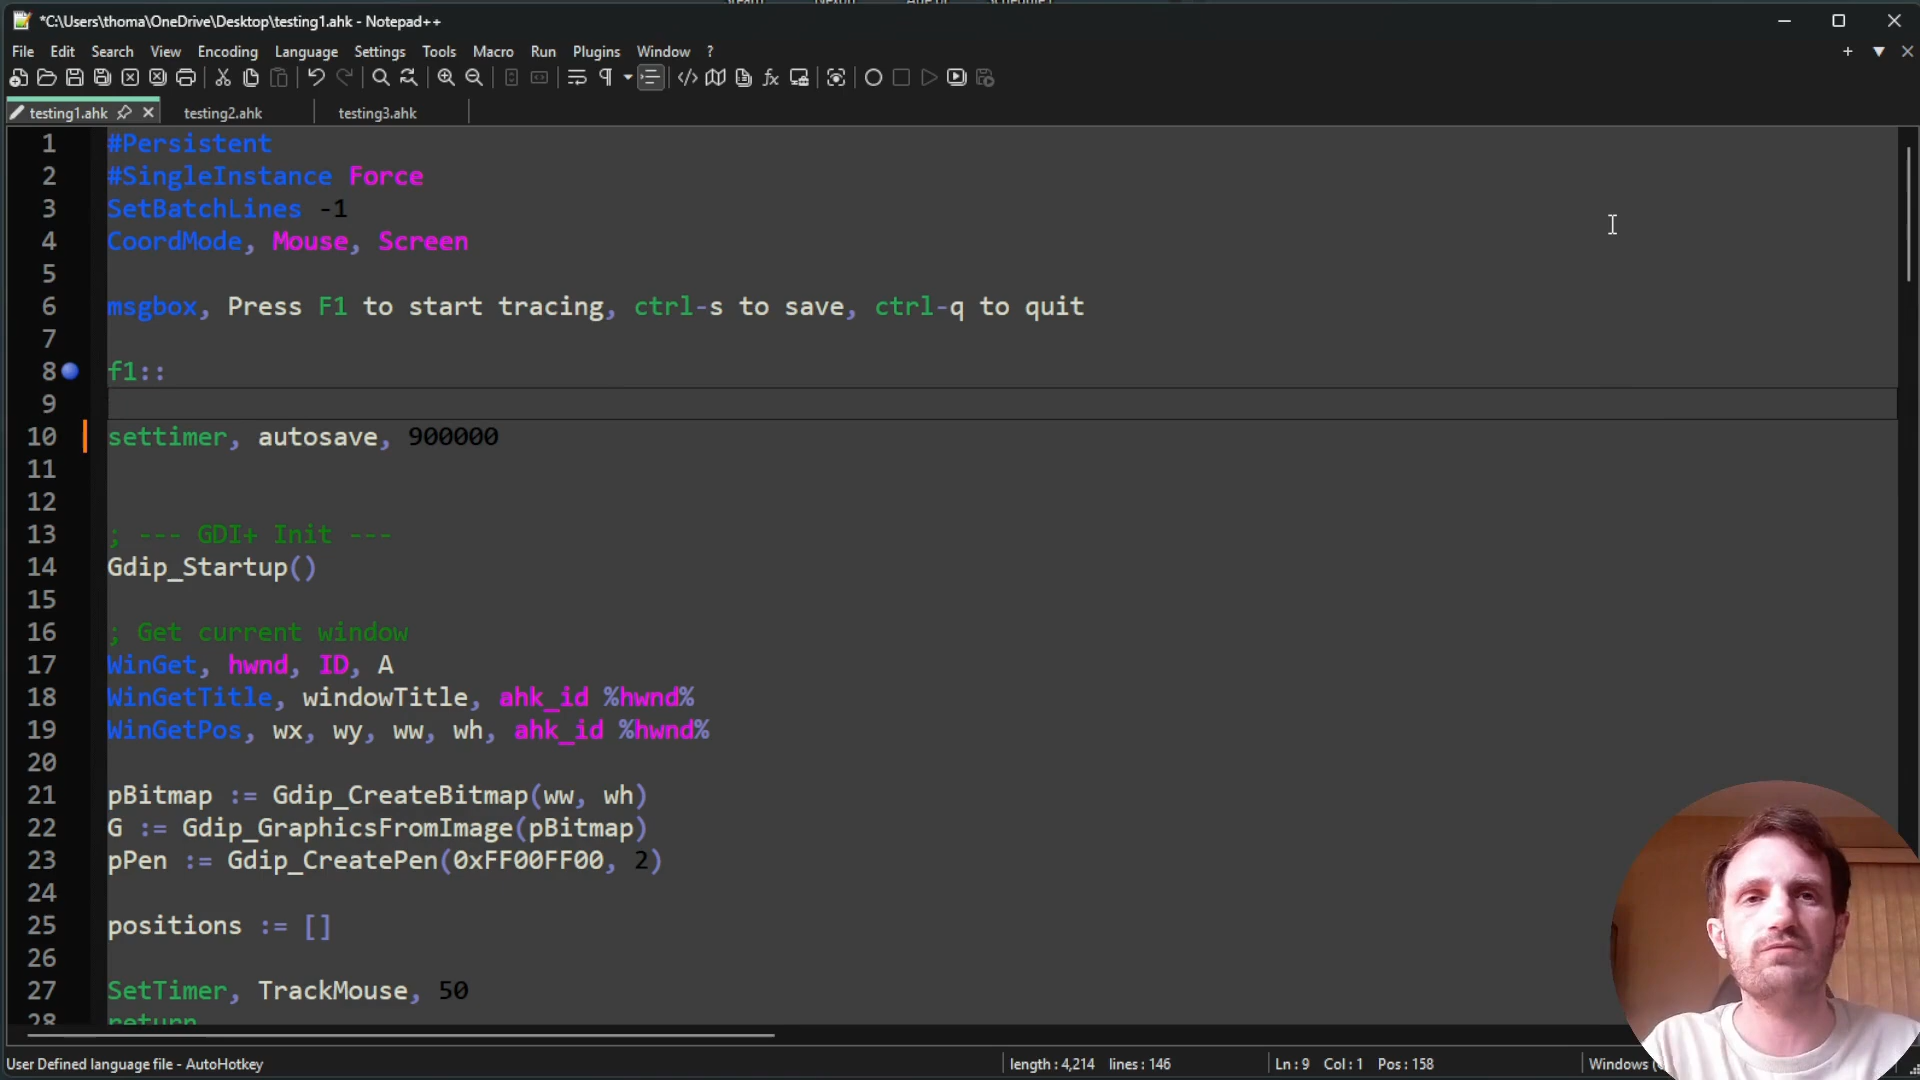 *C:\Users\thoma\OneDrive\Desktop\testing1.ahk - Notepad++
File Edit Search View Encoding Language Settings Tools Macro Run Plugins Window ?
testing1.ahk testing2.ahk testing3.ahk
1 #Persistent
2 #SingleInstance Force
3 SetBatchLines -1
4 CoordMode, Mouse, Screen
5
6 msgbox, Press F1 to start tracing, ctrl-s to save, ctrl-q to quit
7
8 f1::
9
10 settimer, autosave, 900000
11
12
13 ; --- GDI+ Init ---
14 Gdip_Startup()
15
16 ; Get current window
17 WinGet, hwnd, ID, A
18 WinGetTitle, windowTitle, ahk_id %hwnd%
19 WinGetPos, wx, wy, ww, wh, ahk_id %hwnd%
20
21 pBitmap := Gdip_CreateBitmap(ww, wh)
22 G := Gdip_GraphicsFromImage(pBitmap)
23 pPen := Gdip_CreatePen(0xFF00FF00, 2)
24
25 positions := []
26
27 SetTimer, TrackMouse, 50
28 return
User Defined language file - AutoHotkey length : 4,214 lines : 146 Ln : 9 Col : 1 Pos : 158 Windows